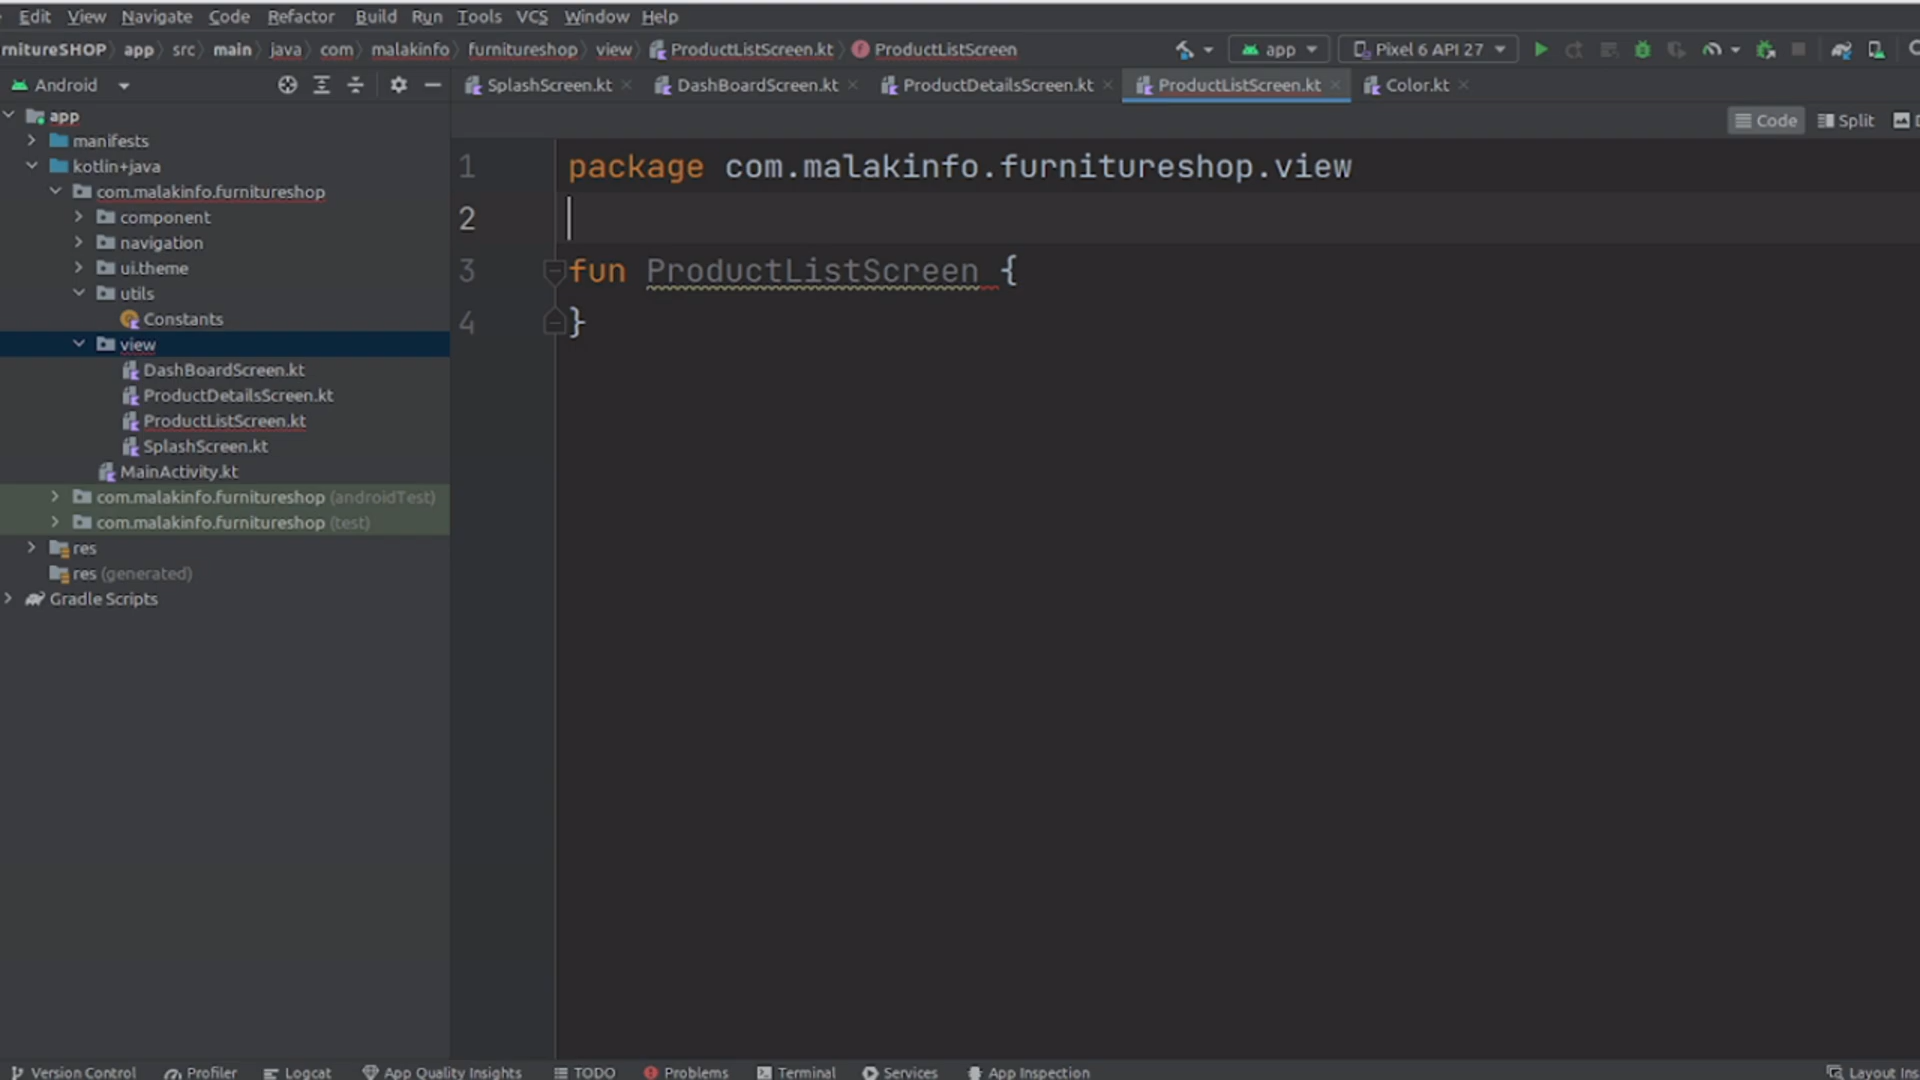 Edit View Navigate Code Refactor Build Run Tools VCS Window Help
rnitureSHOP app src main java com malakinfo furnitureshop view ProductListScreen.kt ProductListScreen app Pixel 6 API 27
Android SplashScreen.kt DashBoardScreen.kt ProductDetailsScreen.kt ProductListScreen.kt Color.kt
Code Split
app
manifests
kotlin+java
com.malakinfo.furnitureshop
component
navigation
ui.theme
utils
Constants
view
DashBoardScreen.kt
ProductDetailsScreen.kt
ProductListScreen.kt
SplashScreen.kt
MainActivity.kt
com.malakinfo.furnitureshop (androidTest)
com.malakinfo.furnitureshop (test)
res
res (generated)
Gradle Scripts
1 package com.malakinfo.furnitureshop.view
2
3 fun ProductListScreen {
4 }
Version Control Profiler Logcat App Quality Insights TODO Problems Terminal Services App Inspection Layout Ins